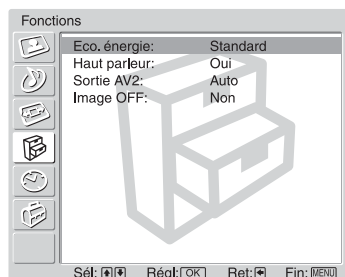 Fonctions
Eco. énergie: Standard
Haut parleur: Oui
Sortie AV2: Auto
Image OFF: Non
Sél: Régl: OK Ret: Fin: MENU